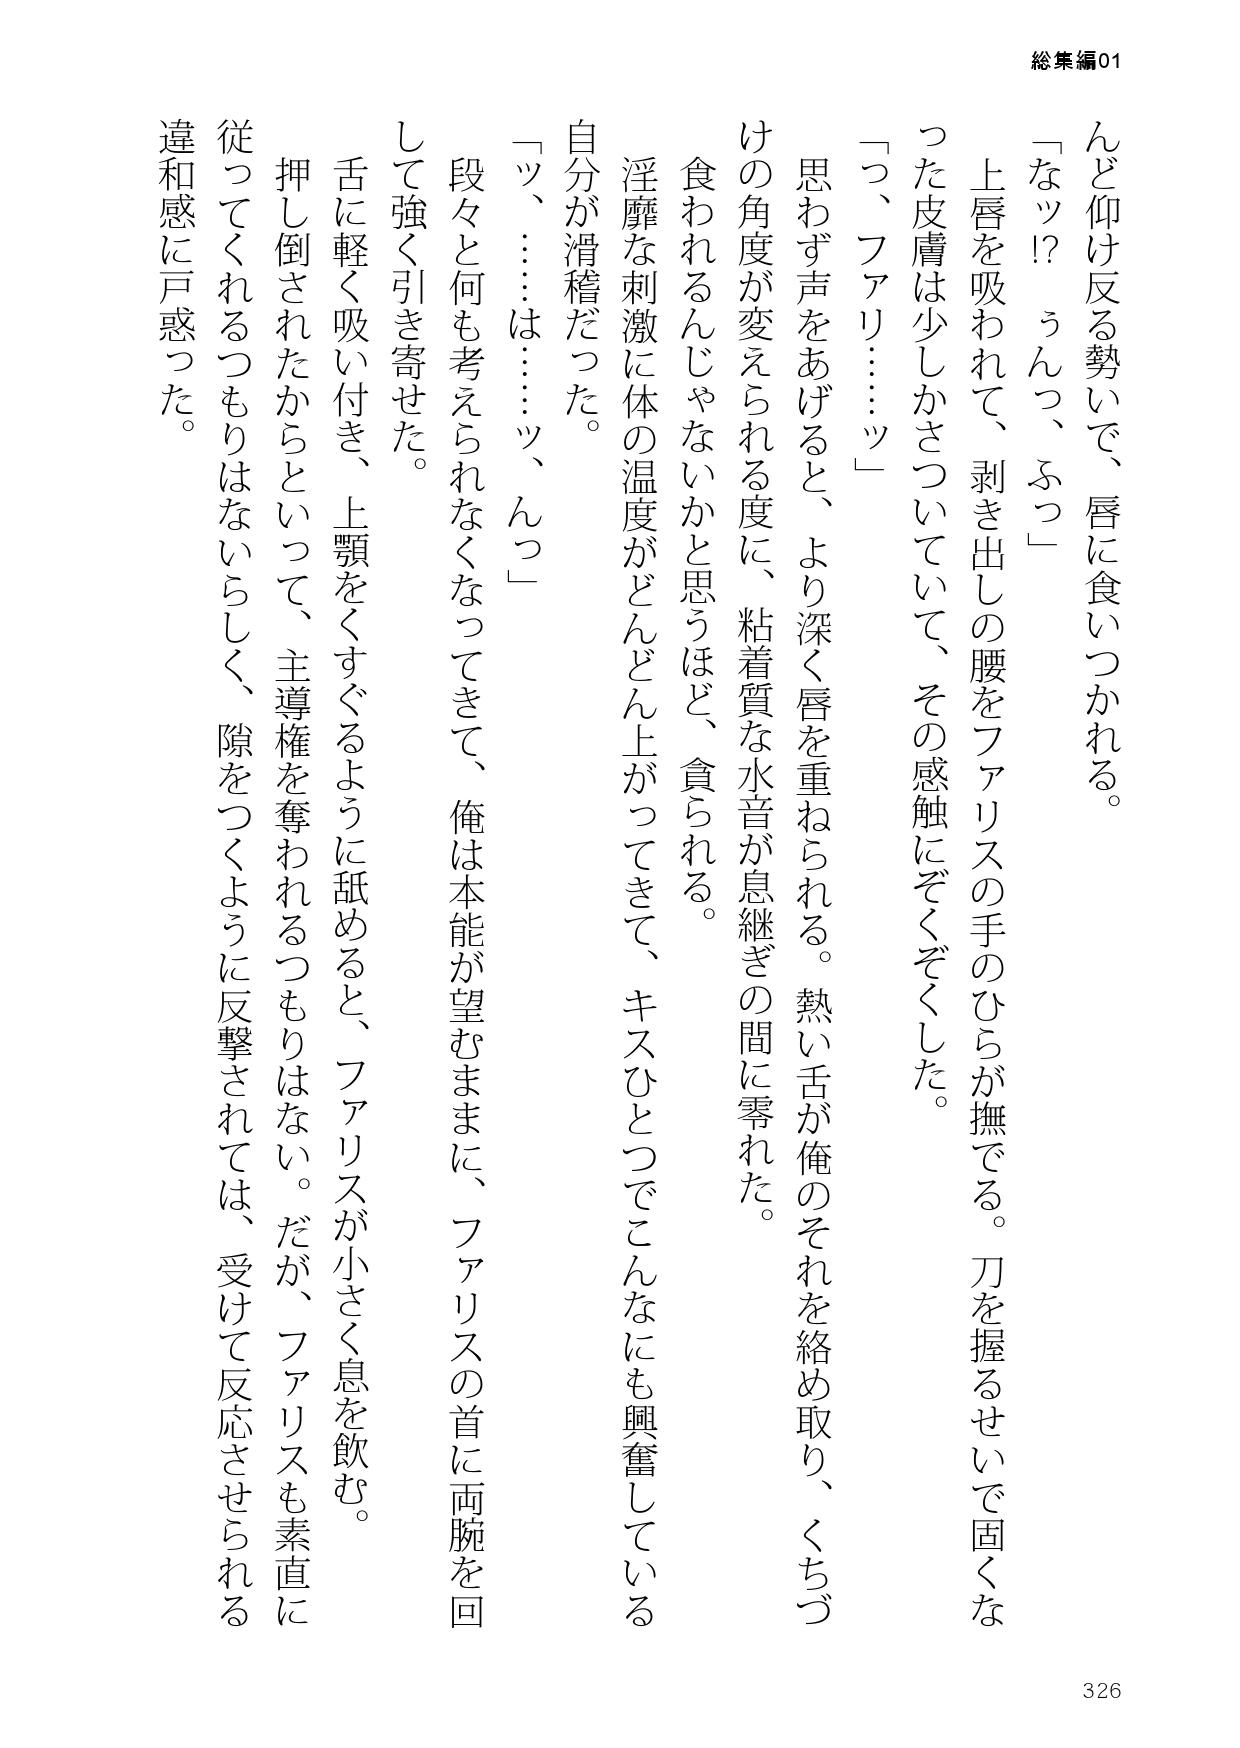 総集編01
んど仰け反る勢いで、唇に食いつかれる。
「なッ!?　うんっ、ふっ」
　上唇を吸われて、剥き出しの腰をファリスの手のひらが撫でる。刀を握るせいで固くな
った皮膚は少しかさついていて、その感触にぞくぞくした。
「っ、ファリ……ッ」
　思わず声をあげると、より深く唇を重ねられる。熱い舌が俺のそれを絡め取り、くちづ
けの角度が変えられる度に、粘着質な水音が息継ぎの間に零れた。
　食われるんじゃないかと思うほど、貪られる。
　淫靡な刺激に体の温度がどんどん上がってきて、キスひとつでこんなにも興奮している
自分が滑稽だった。
「ッ、……は……ッ、んっ」
　段々と何も考えられなくなってきて、俺は本能が望むままに、ファリスの首に両腕を回
して強く引き寄せた。
　舌に軽く吸い付き、上顎をくすぐるように舐めると、ファリスが小さく息を飲む。
　押し倒されたからといって、主導権を奪われるつもりはない。だが、ファリスも素直に
従ってくれるつもりはないらしく、隙をつくように反撃されては、受けて反応させられる
違和感に戸惑った。
326